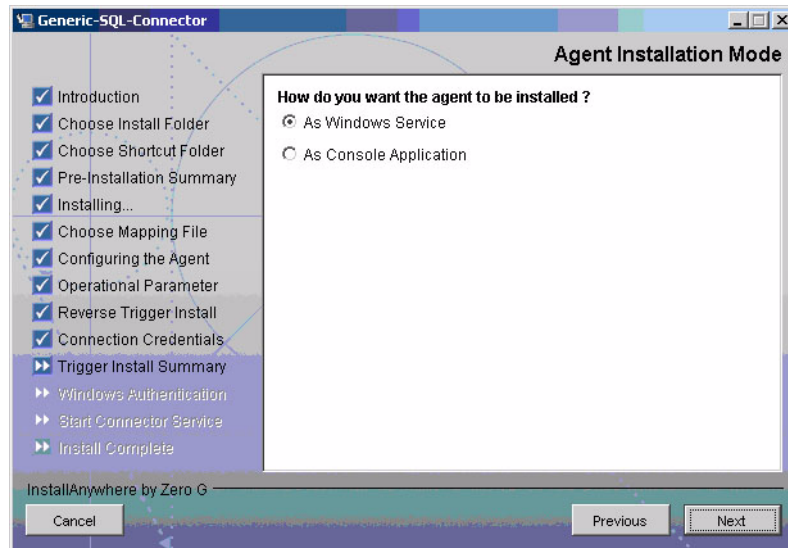 Generic-SQL-Connector
Agent Installation Mode
Introduction
Choose Install Folder
Choose Shortcut Folder
Pre-Installation Summary
Installing...
Choose Mapping File
Configuring the Agent
Operational Parameter
Reverse Trigger Install
Connection Credentials
Trigger Install Summary
Windows Authentication
Start Connector Service
Install Complete
How do you want the agent to be installed ?
As Windows Service
As Console Application
InstallAnywhere by Zero G
Cancel
Previous
Next